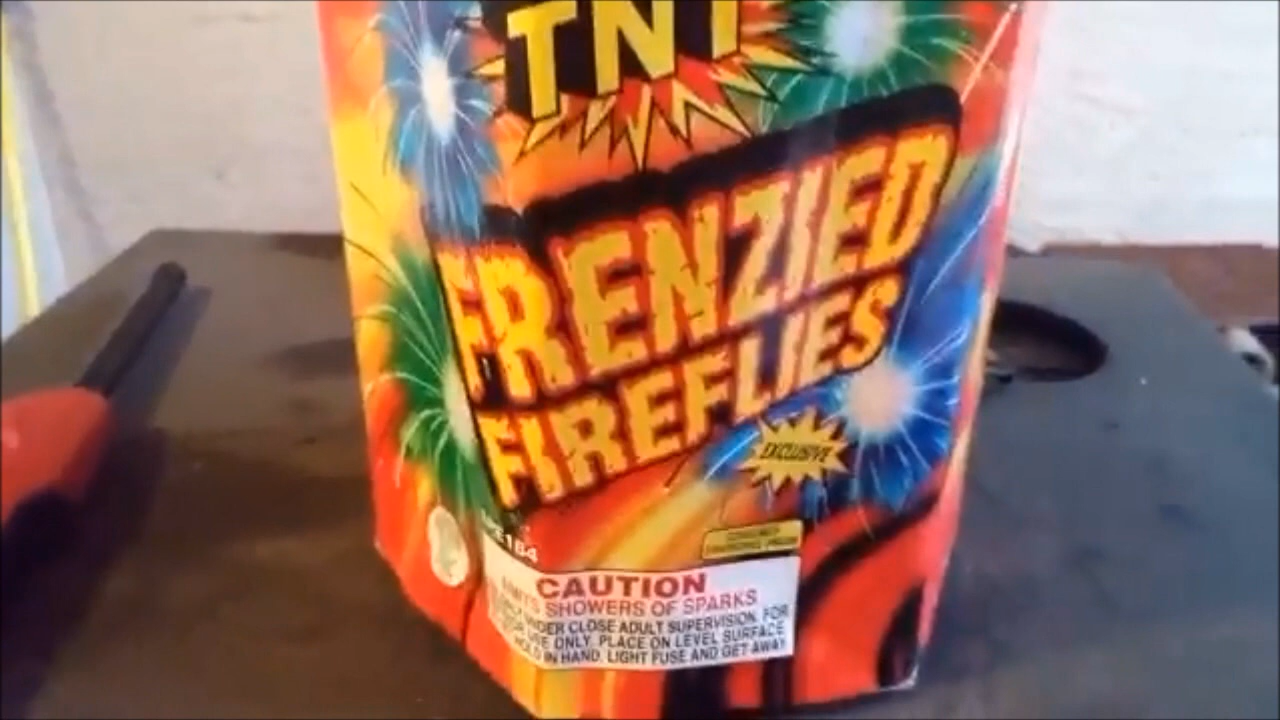 TNT
FRENZIED
FIREFLIES
EXCLUSIVE
CAUTION
SHOWERS OF SPARKS
UNDER CLOSE ADULT SUPERVISION. FOR
USE ONLY. PLACE ON LEVEL SURFACE
HOLD IN HAND. LIGHT FUSE AND GET AWAY